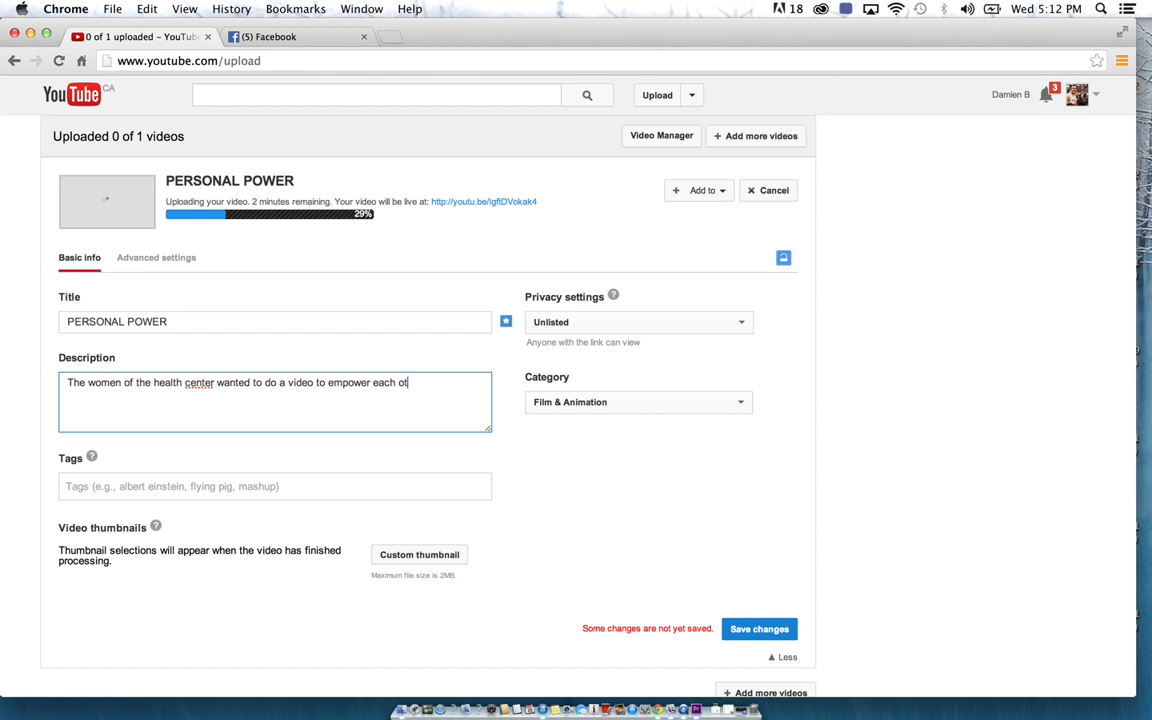 Chrome File Edit View History Bookmarks Window Help
18 Wed 5:12 PM
0 of 1 uploaded – YouTub
(5) Facebook
www.youtube.com/upload
YouTube CA
Upload
Damien B
3
Uploaded 0 of 1 videos
Video Manager
+ Add more videos
PERSONAL POWER
+ Add to
Cancel
Uploading your video. 2 minutes remaining. Your video will be live at: http://youtu.be/lgftDVokak4
29%
Basic info
Advanced settings
Title
Privacy settings ?
PERSONAL POWER
Unlisted
Anyone with the link can view
Description
The women of the health center wanted to do a video to empower each ot
Category
Film & Animation
Tags ?
Tags (e.g., albert einstein, flying pig, mashup)
Video thumbnails ?
Thumbnail selections will appear when the video has finished
processing.
Custom thumbnail
Maximum file size is 2MB.
Some changes are not yet saved.
Save changes
Less
+ Add more videos